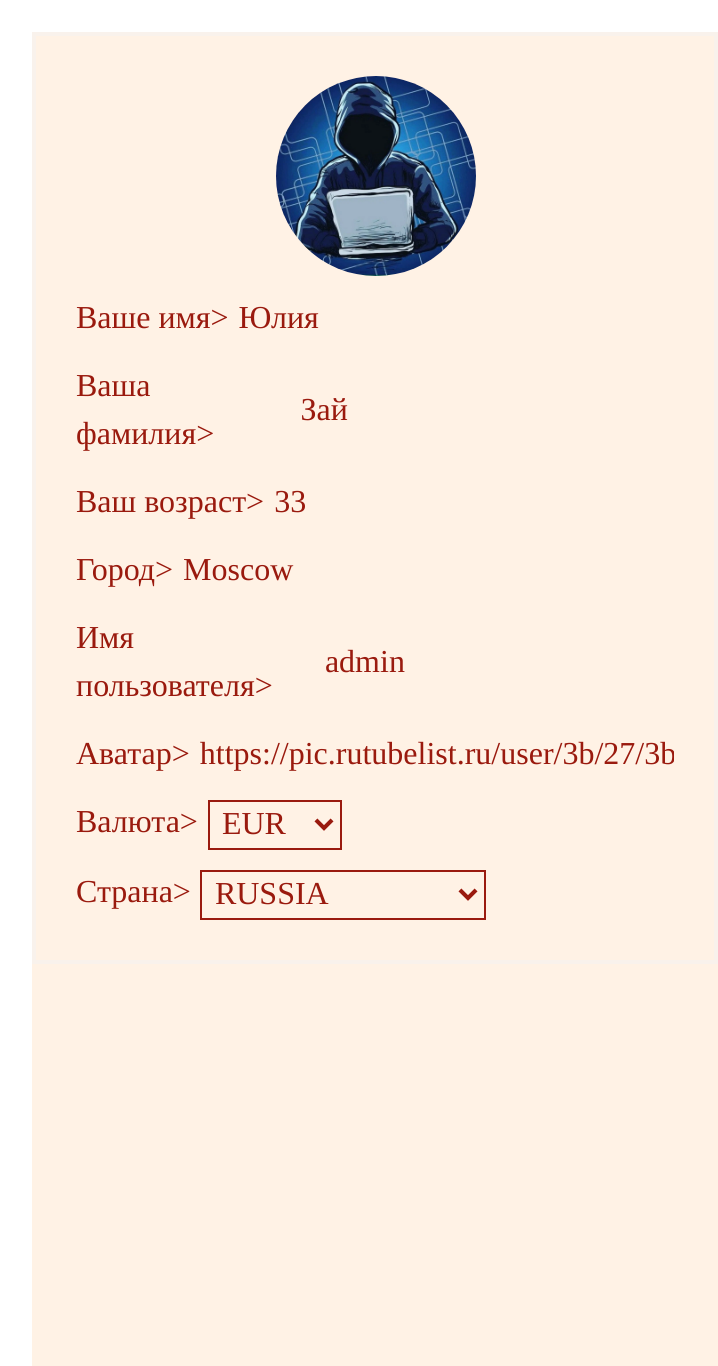 Ваше имя> Юлия
Ваша
фамилия> Зай
Ваш возраст> 33
Город> Moscow
Имя
пользователя> admin
Аватар> https://pic.rutubelist.ru/user/3b/27/3b
Валюта> EUR
Страна> RUSSIA